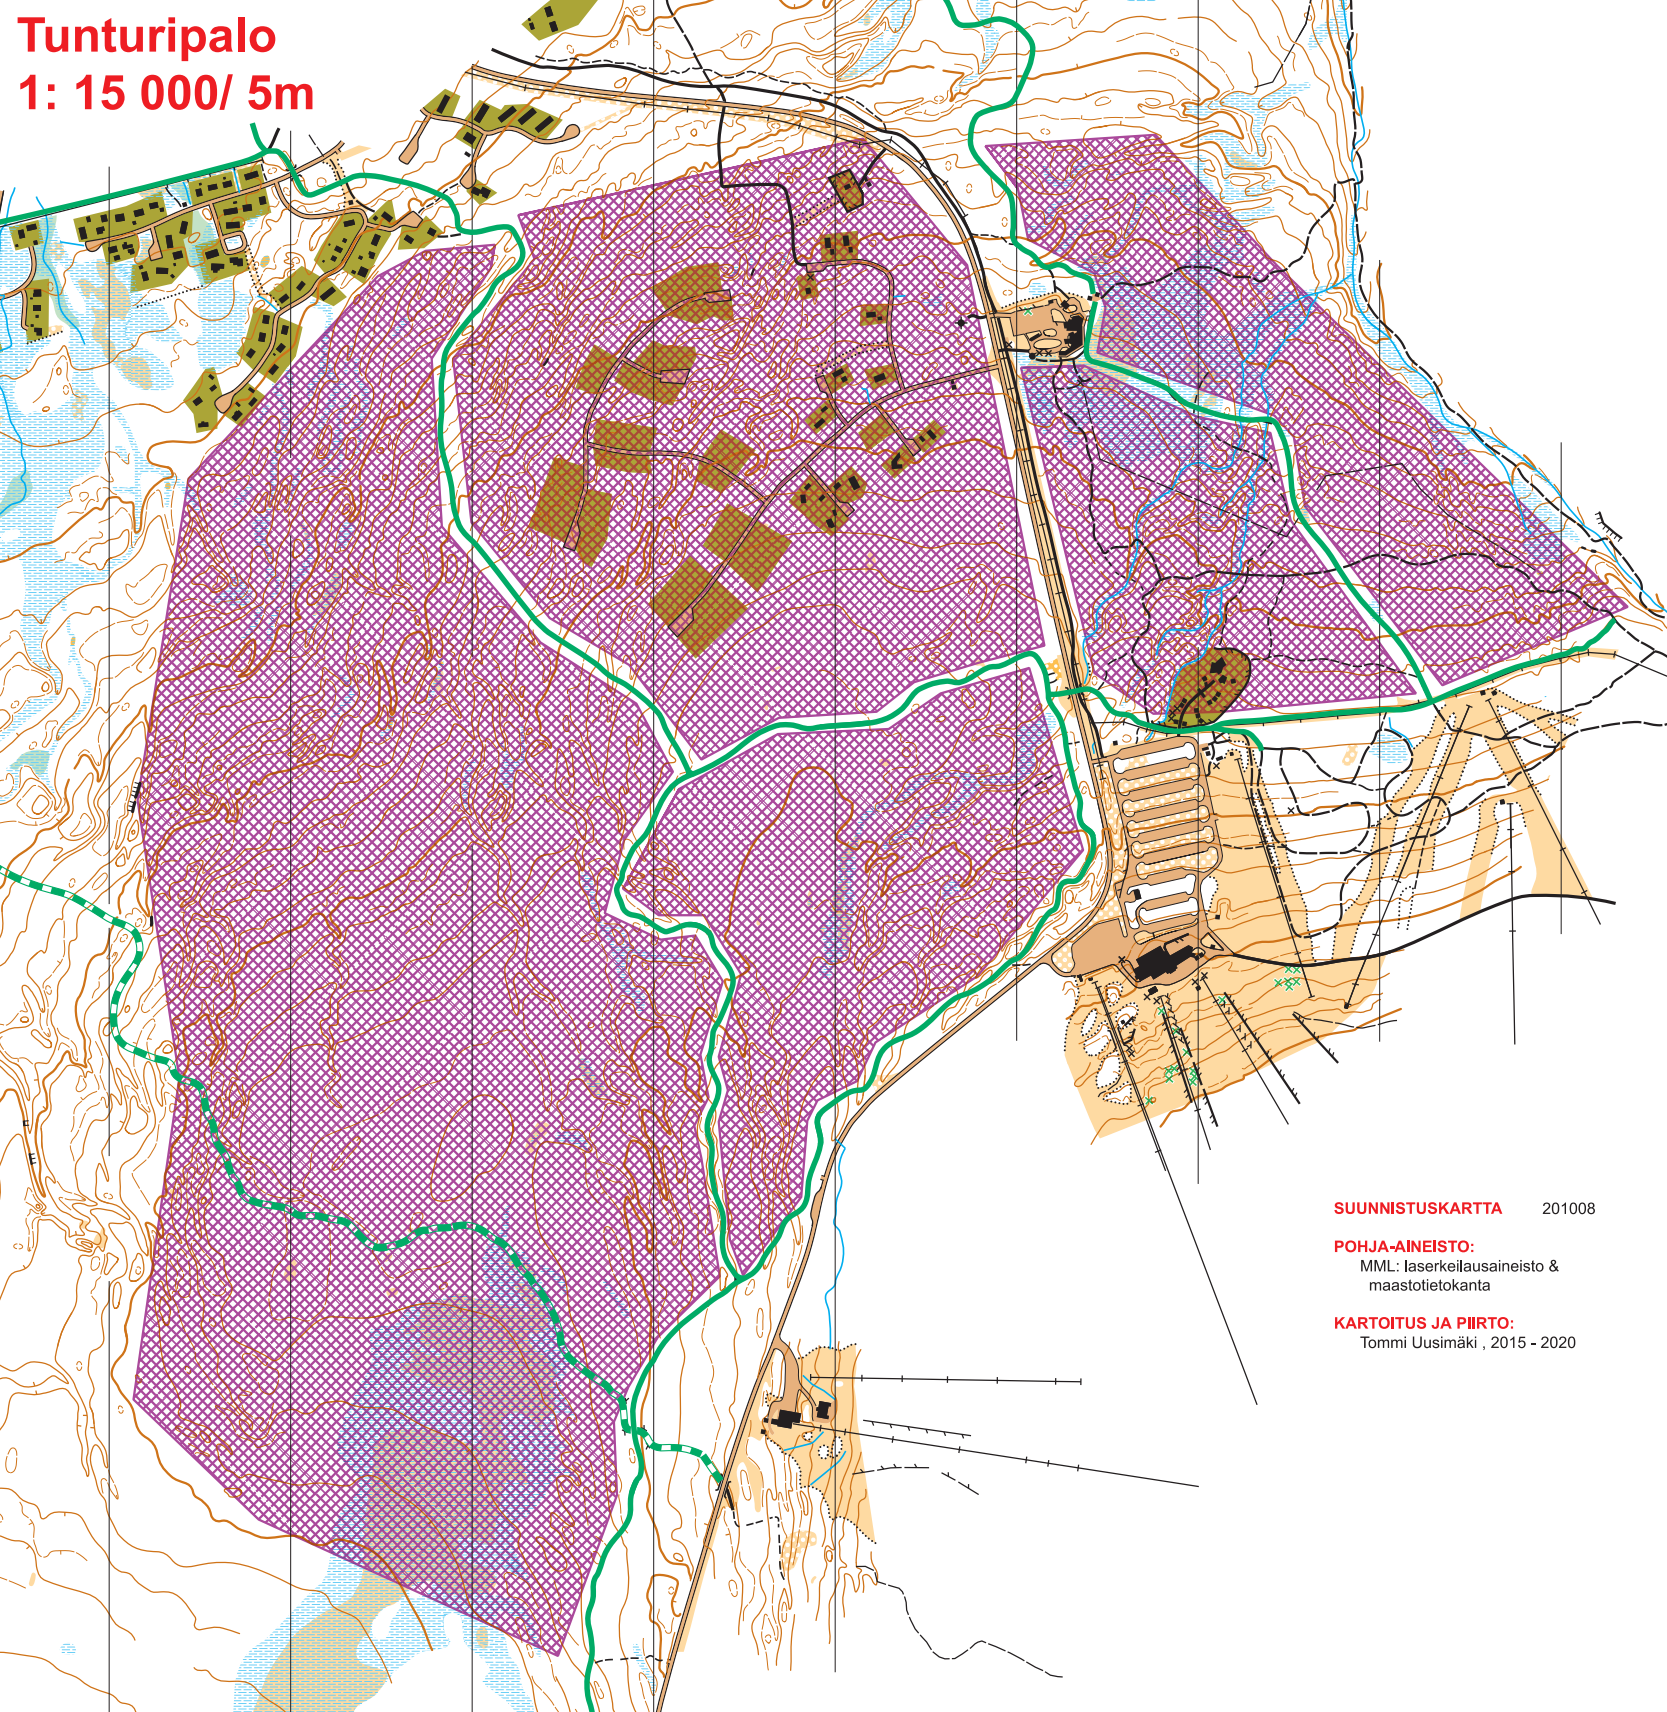 Tunturipalo
1: 15 000/ 5m
SUUNNISTUSKARTTA 201008
POHJA-AINEISTO:
MML: laserkeilausaineisto &
maastotietokanta
KARTOITUS JA PIIRTO:
Tommi Uusimäki , 2015 - 2020